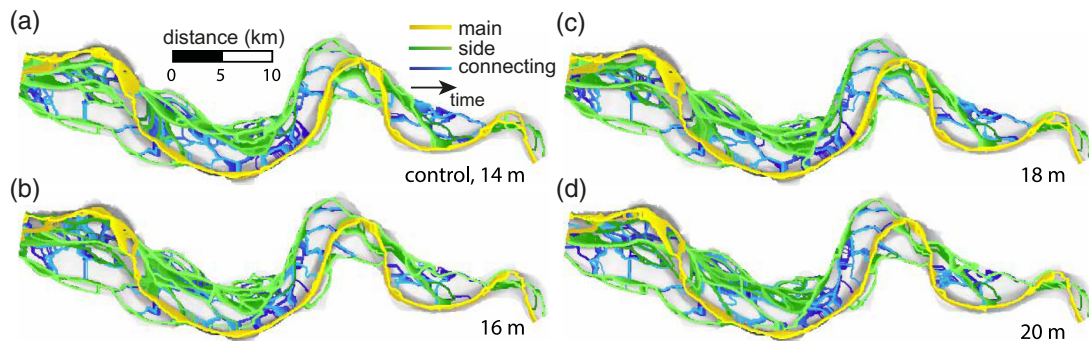 (a)
distance (km)
0 5 10
main
side
connecting
time
control, 14 m
(c)
18 m
(b)
16 m
(d)
20 m